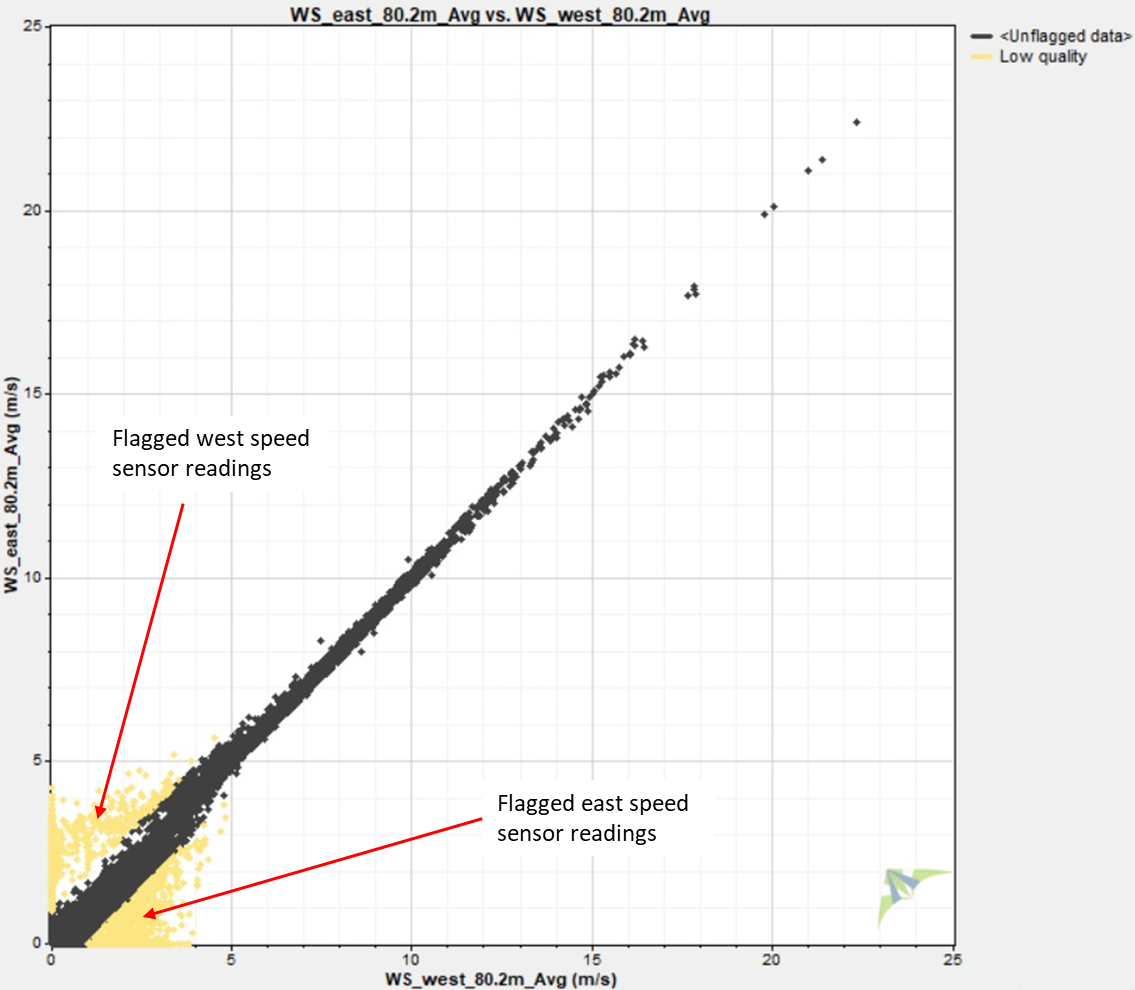 WS_east_80.2m_Avg vs. WS_west_80.2m_Avg
<Unflagged data>
Low quality
25
20
15
10
5
0
WS_east_80.2m_Avg (m/s)
Flagged west speed
sensor readings
Flagged east speed
sensor readings
0
5
10
15
20
25
WS_west_80.2m_Avg (m/s)